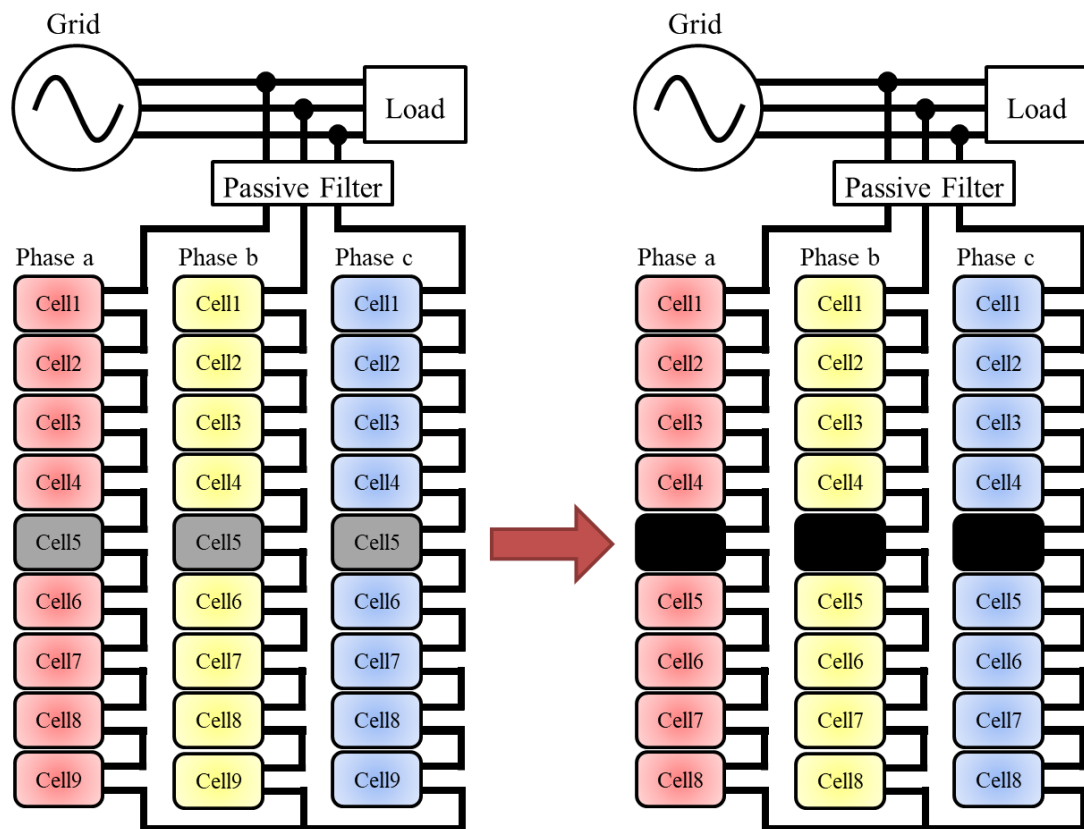 Grid
Load
Passive Filter
Phase a
Phase b
Phase c
Cell1
Cell1
Cell1
Cell2
Cell2
Cell2
Cell3
Cell3
Cell3
Cell4
Cell4
Cell4
Cell5
Cell5
Cell5
Cell6
Cell6
Cell6
Cell7
Cell7
Cell7
Cell8
Cell8
Cell8
Cell9
Cell9
Cell9
Grid
Load
Passive Filter
Phase a
Phase b
Phase c
Cell1
Cell1
Cell1
Cell2
Cell2
Cell2
Cell3
Cell3
Cell3
Cell4
Cell4
Cell4
Cell5
Cell5
Cell5
Cell6
Cell6
Cell6
Cell7
Cell7
Cell7
Cell8
Cell8
Cell8